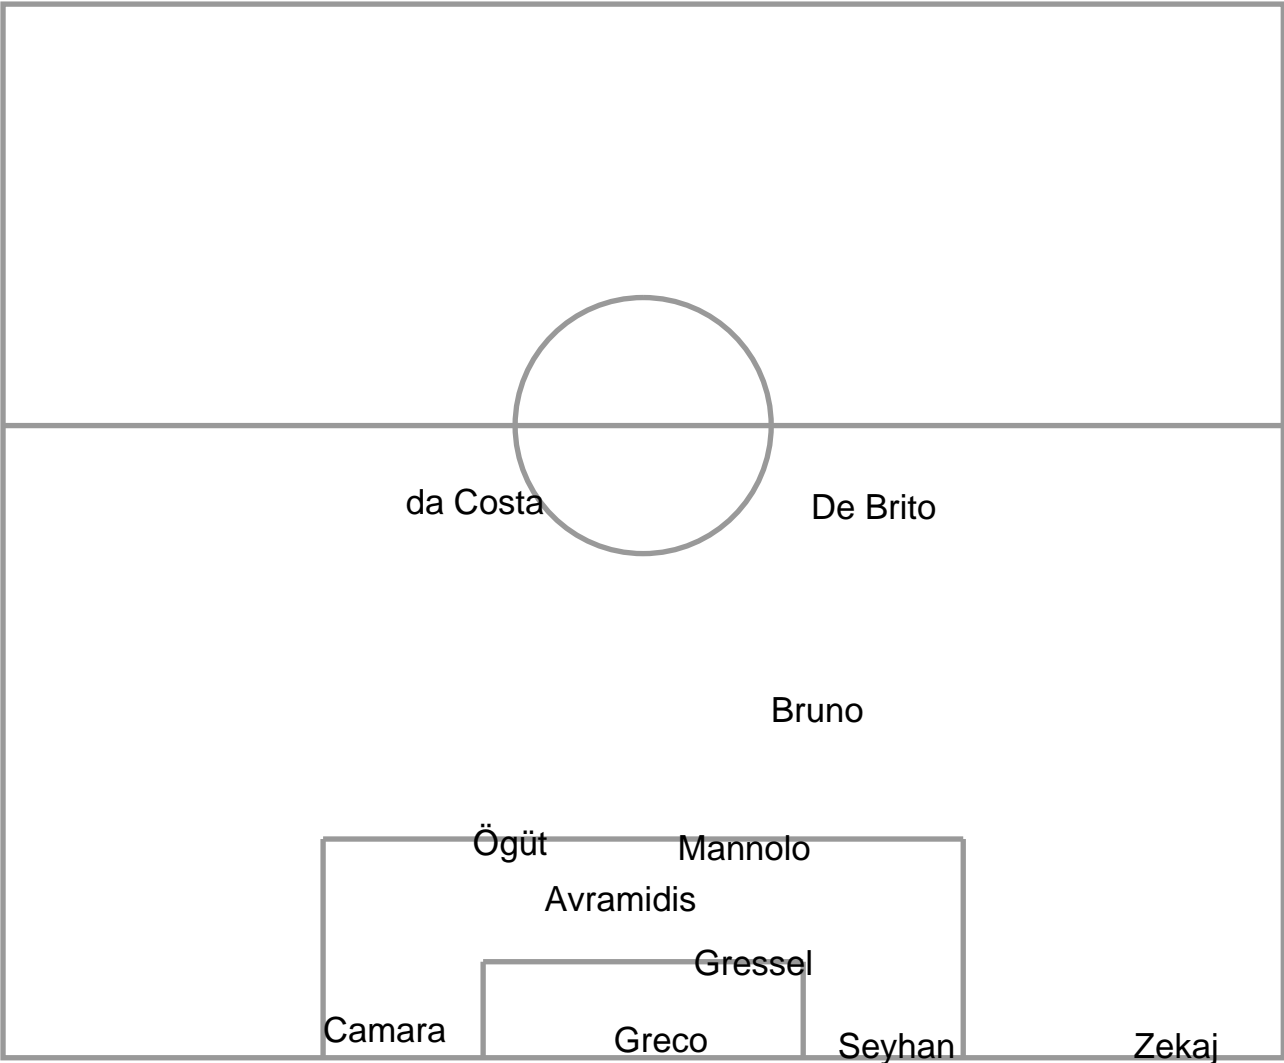 da Costa
De Brito
Bruno
Ögüt
Mannolo
Avramidis
Gressel
Camara
Greco
Seyhan
Zekaj